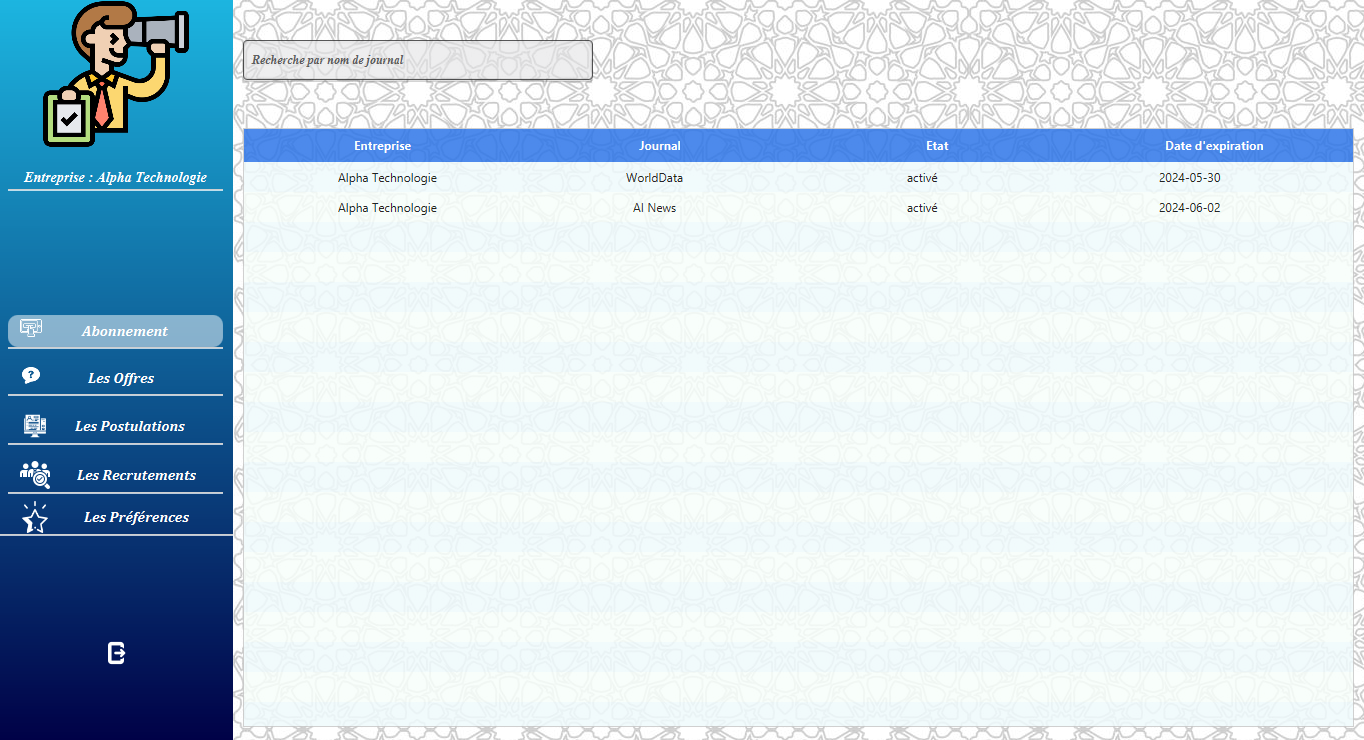 Entreprise : Alpha Technologie
Abonnement
Les Offres
Les Postulations
Les Recrutements
Les Préférences
Recherche par nom de journal
Entreprise Journal Etat Date d'expiration
Alpha Technologie WorldData activé 2024-05-30
Alpha Technologie AI News activé 2024-06-02